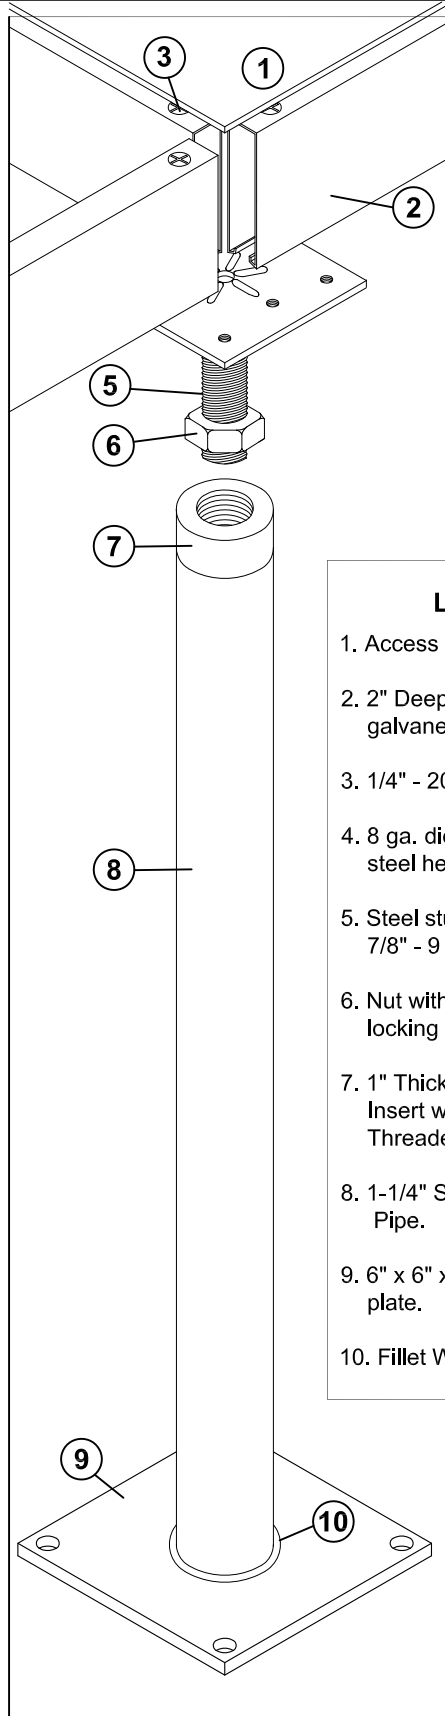 3
1
2
5
6
7
8
9
10
1. Access
2. 2" Deep
galvane
3. 1/4" - 20
4. 8 ga. die
steel he
5. Steel stu
7/8" - 9
6. Nut with
locking
7. 1" Thick
Insert w
Threade
8. 1-1/4" S
Pipe.
9. 6" x 6" x
plate.
10. Fillet W